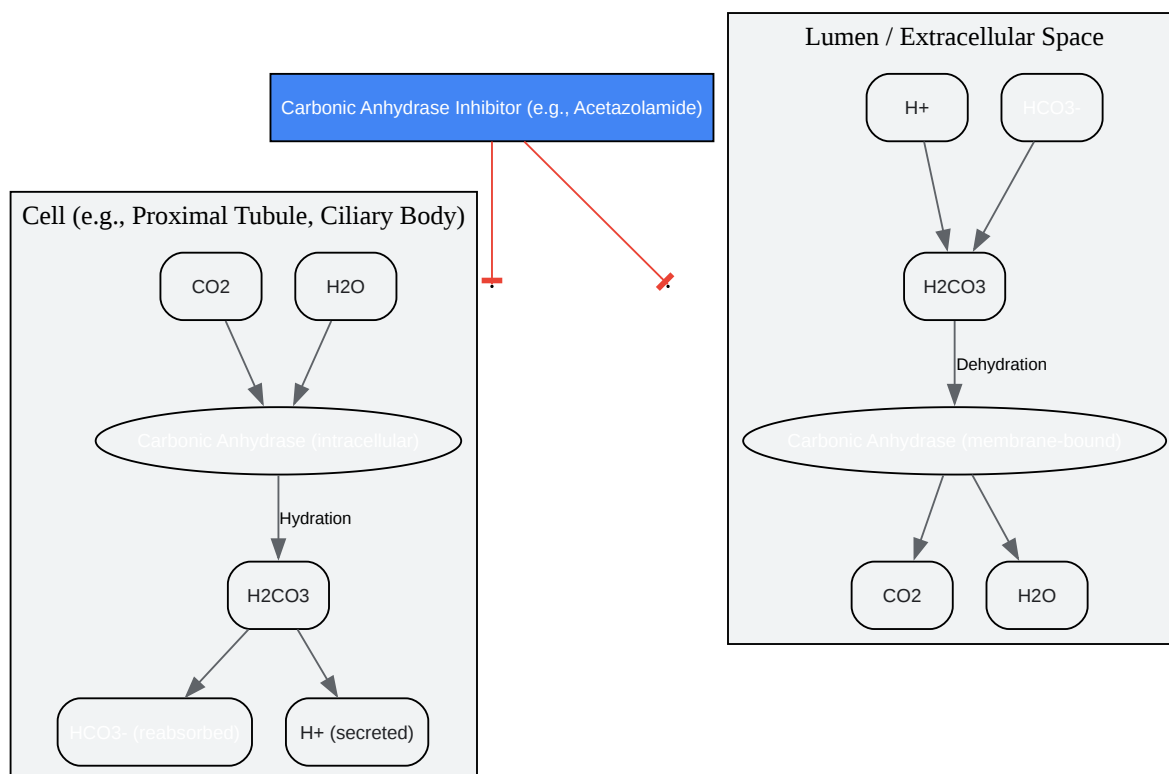 Lumen / Extracellular Space
H+
HCO3-
Carbonic Anhydrase Inhibitor (e.g., Acetazolamide)
Cell (e.g., Proximal Tubule, Ciliary Body)
CO2
H2O
H2CO3
Dehydration
Carbonic Anhydrase (intracellular)
Carbonic Anhydrase (membrane-bound)
Hydration
H2CO3
CO2
H2O
HCO3- (reabsorbed)
H+ (secreted)